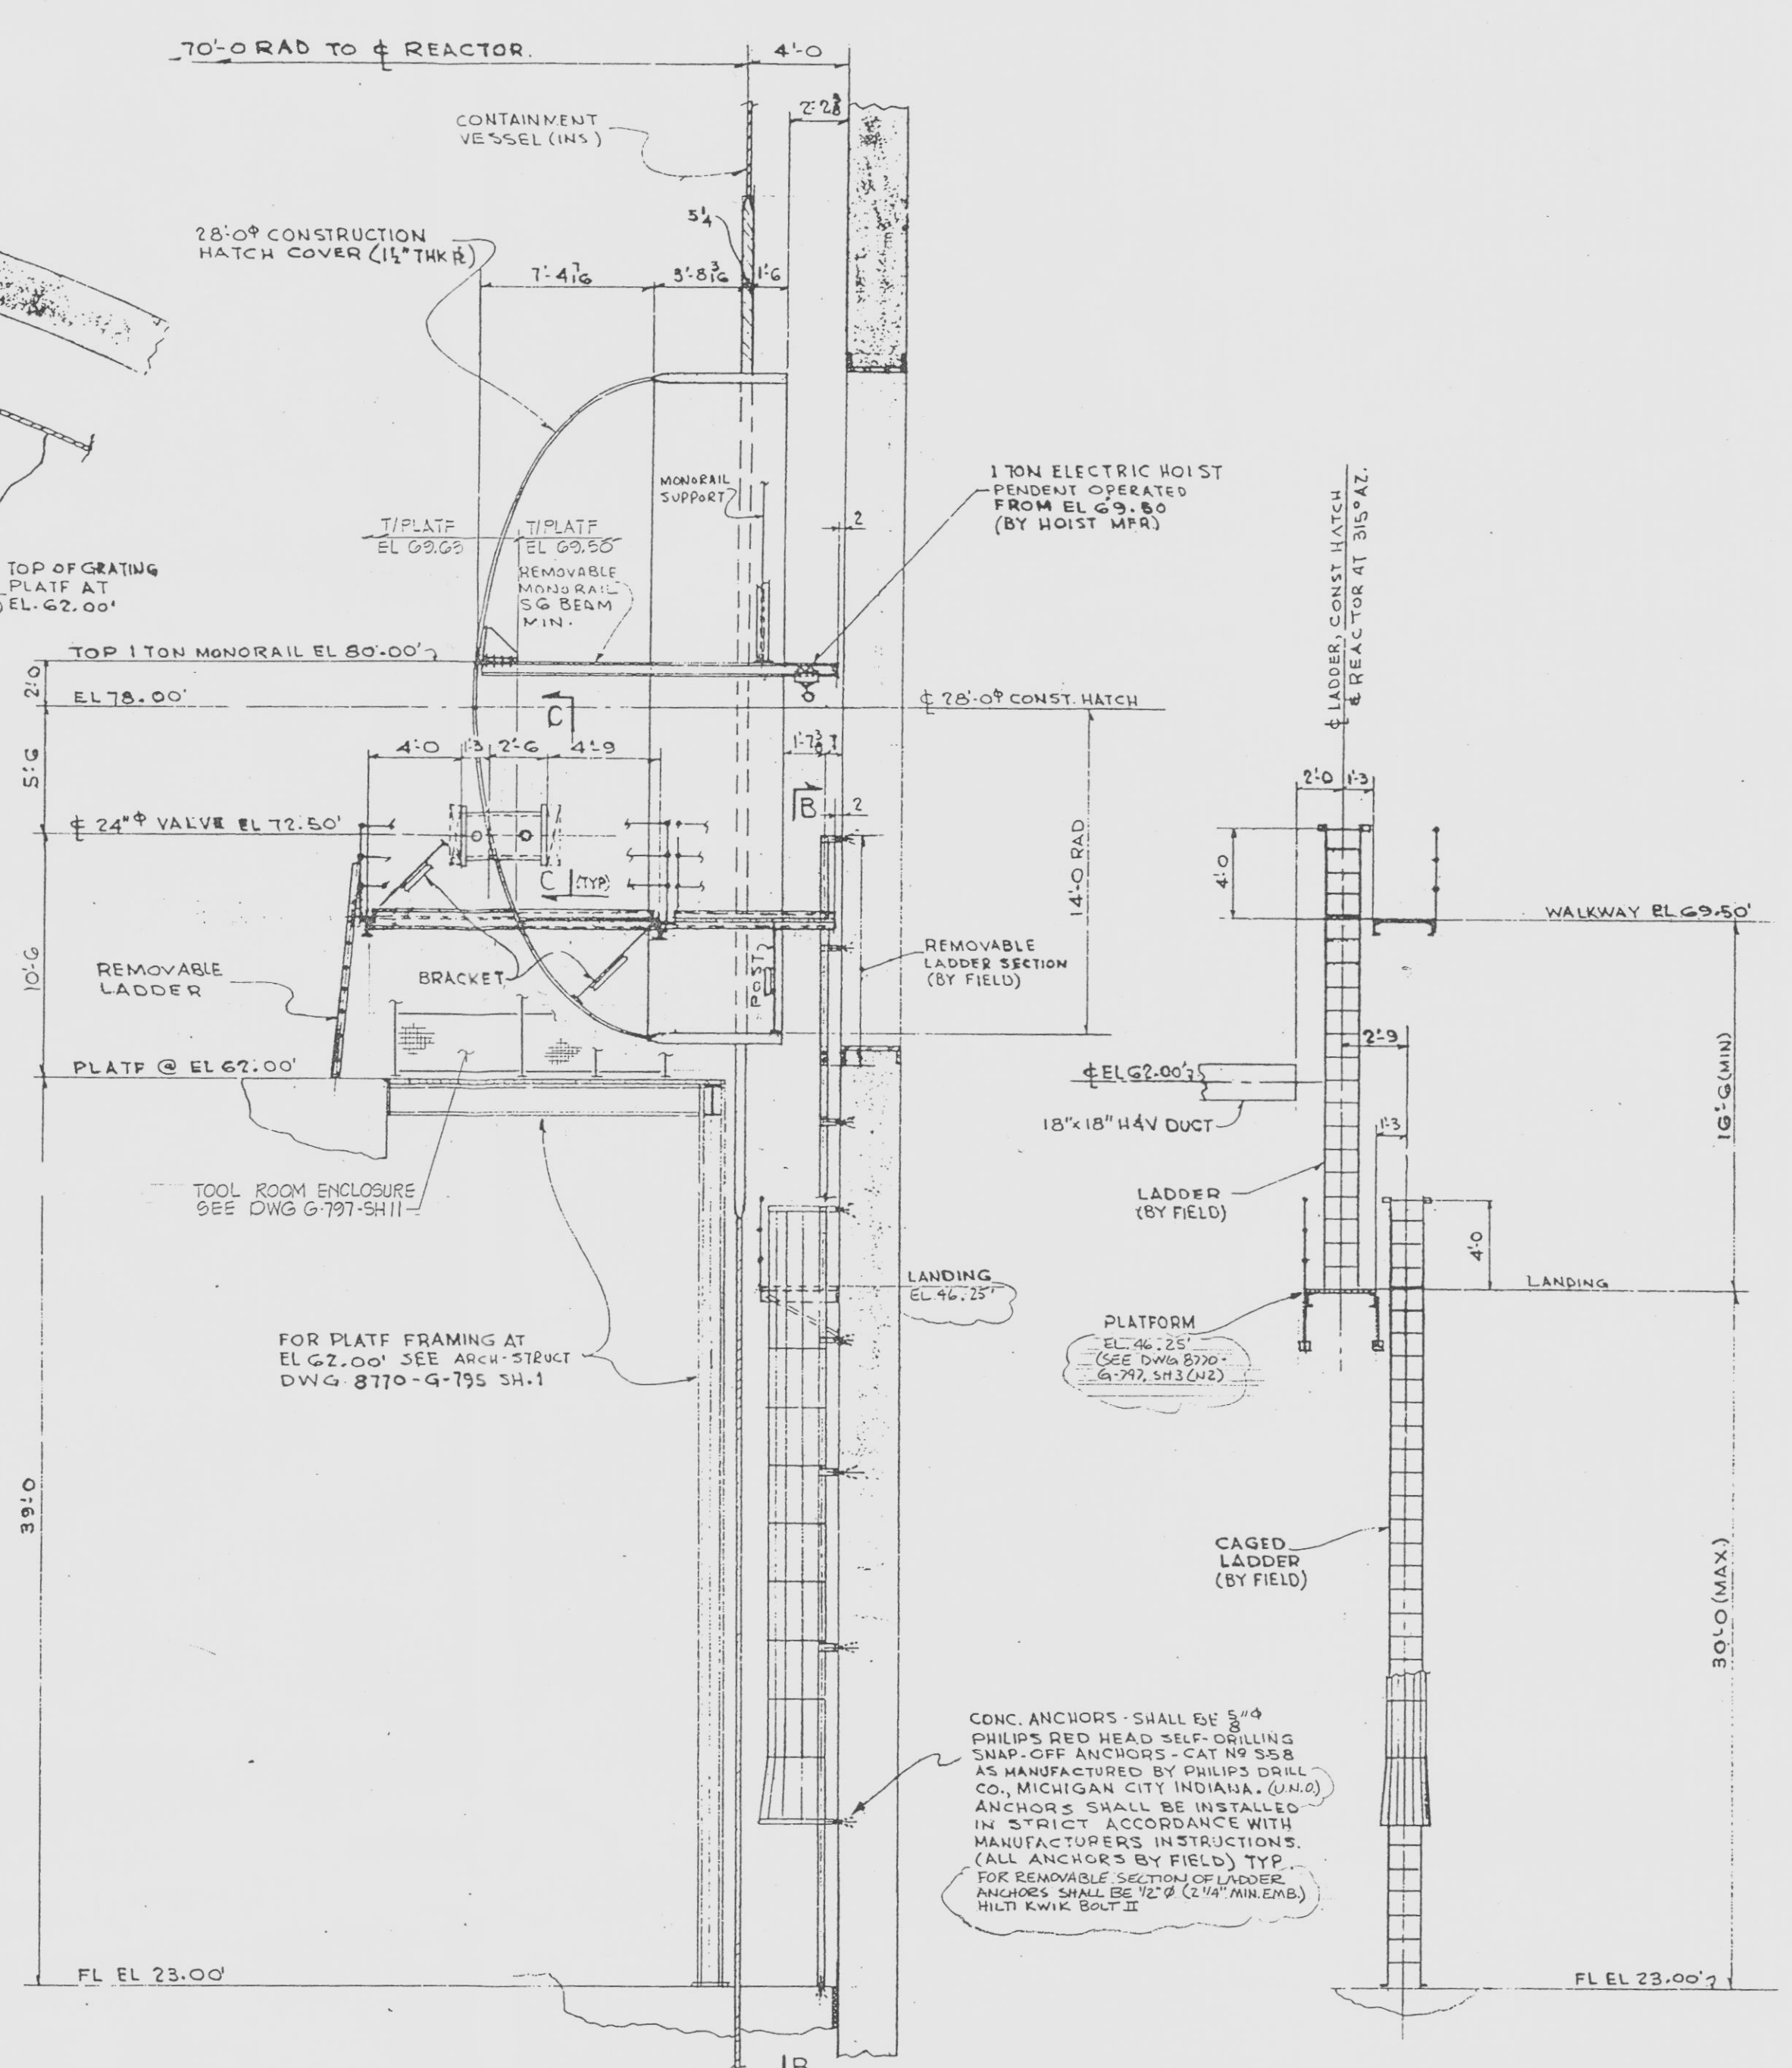 70'-0 RAD TO ℄ REACTOR.
4'-0
2'-2⅜
CONTAINMENT
VESSEL (INS)
5¼
28'-0⌀ CONSTRUCTION
HATCH COVER (1½" THK ℄)
7'-4 7/16
3'-8 3/16
1'-6
MONORAIL
SUPPORT
1 TON ELECTRIC HOIST
PENDENT OPERATED
FROM EL 69.50
(BY HOIST MFR)
2
T/PLATF
EL 69.63
T/PLATF
EL 69.50
REMOVABLE
MONORAIL
S6 BEAM
MIN.
TOP OF GRATING
PLATF AT
EL. 62.00'
TOP 1 TON MONORAIL EL 80.00'
2'-0
EL 78.00'
℄ 28'-0⌀ CONST. HATCH
C
5'-6
4'-0
1'-3
2'-6
4'-9
1'-7⅜
B
2
℄ 24"⌀ VALVE EL 72.50'
C (TYP)
14'-0 RAD
10'-6
REMOVABLE
LADDER
BRACKET
POST
REMOVABLE
LADDER SECTION
(BY FIELD)
PLATF @ EL 62.00'
TOOL ROOM ENCLOSURE
SEE DWG G-797-SH11
LANDING
EL. 46.25'
FOR PLATF FRAMING AT
EL 62.00' SEE ARCH-STRUCT
DWG. 8770-G-795 SH.1
39'-0
FL EL 23.00'
B
CONC. ANCHORS - SHALL BE ⅝"⌀
PHILIPS RED HEAD SELF-DRILLING
SNAP-OFF ANCHORS - CAT Nº S-58
AS MANUFACTURED BY PHILIPS DRILL
CO., MICHIGAN CITY INDIANA. (U.N.O.)
ANCHORS SHALL BE INSTALLED
IN STRICT ACCORDANCE WITH
MANUFACTURERS INSTRUCTIONS.
(ALL ANCHORS BY FIELD) TYP.
FOR REMOVABLE SECTION OF LADDER
ANCHORS SHALL BE ½"⌀ (2¼" MIN. EMB.)
HILTI KWIK BOLT II
℄ LADDER, CONST HATCH
& REACTOR AT 315° AZ.
2'-0
1'-3
4'-0
WALKWAY EL 69.50'
2'-9
℄ EL 62.00'
18"x18" H&V DUCT
1'-3
16'-6 (MIN)
LADDER
(BY FIELD)
4'-0
LANDING
PLATFORM
EL. 46.25'
(SEE DWG 8770-
G-797, SH3 (N2)
CAGED
LADDER
(BY FIELD)
30'-0 (MAX.)
FL EL 23.00'